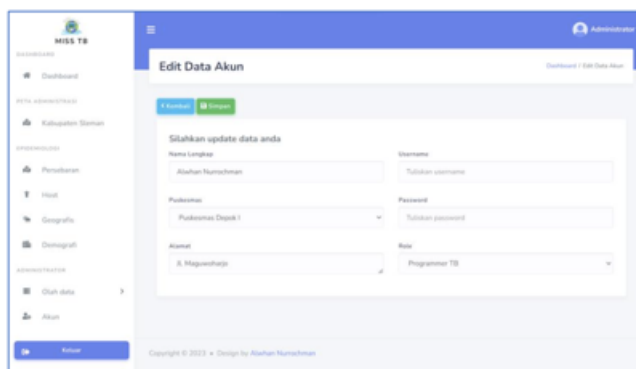 MISS TB
DASHBOARD
Dashboard
PETA ADMINISTRASI
Kabupaten Sleman
EPIDEMIOLOGI
Persebaran
Host
Geografis
Demografi
ADMINISTRATOR
Olah data
Akun
Keluar
Administrator
Edit Data Akun
Dashboard / Edit Data Akun
Kembali
Simpan
Silahkan update data anda
Nama Lengkap
Alwhan Nurrochman
Username
Tuliskan username
Puskesmas
Puskesmas Depok I
Password
Tuliskan password
Alamat
Jl. Maguwoharjo
Role
Programmer TB
Copyright © 2023 • Design by Alwhan Nurrochman